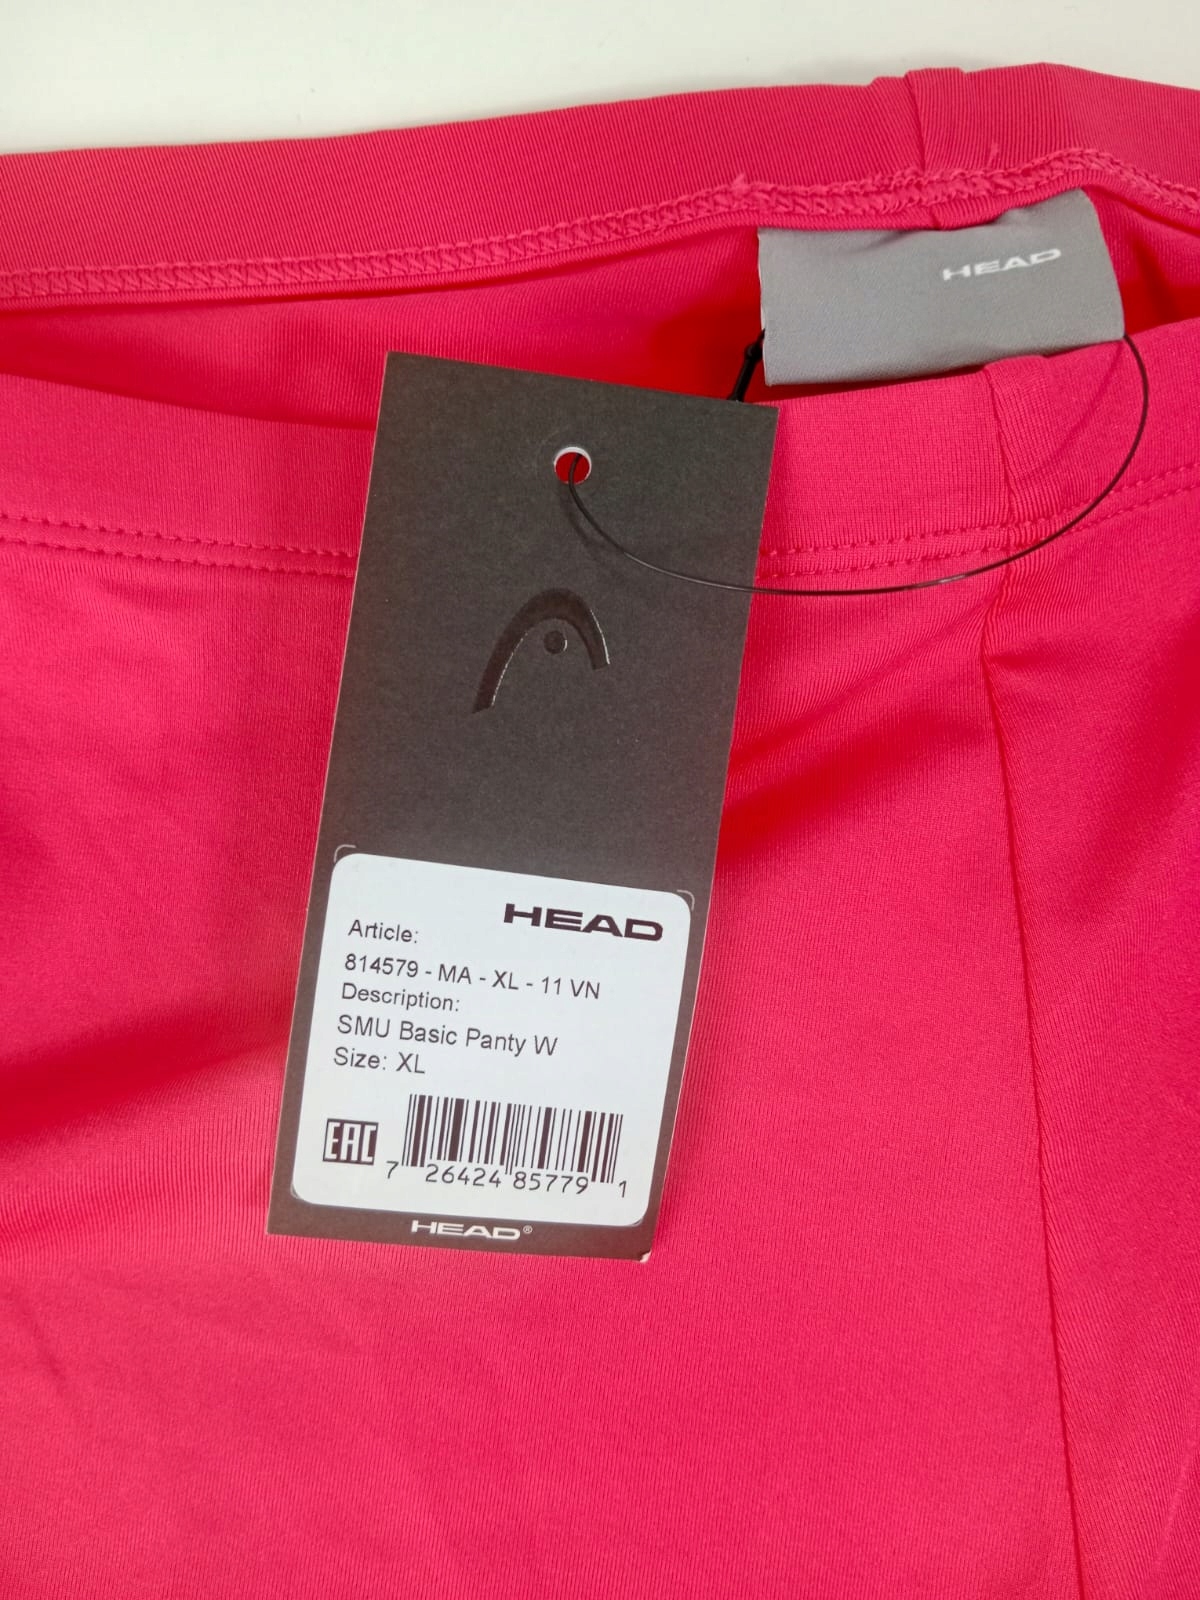 HEAD
HEAD
Article:
814579 - MA - XL - 11 VN
Description:
SMU Basic Panty W
Size: XL
EAC
7 26424 85779 1
HEAD®